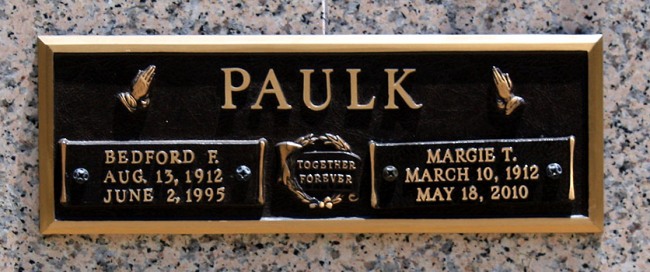 PAULK
BEDFORD F.
AUG. 13, 1912
JUNE 2, 1995
TOGETHER
FOREVER
MARGIE T.
MARCH 10, 1912
MAY 18, 2010